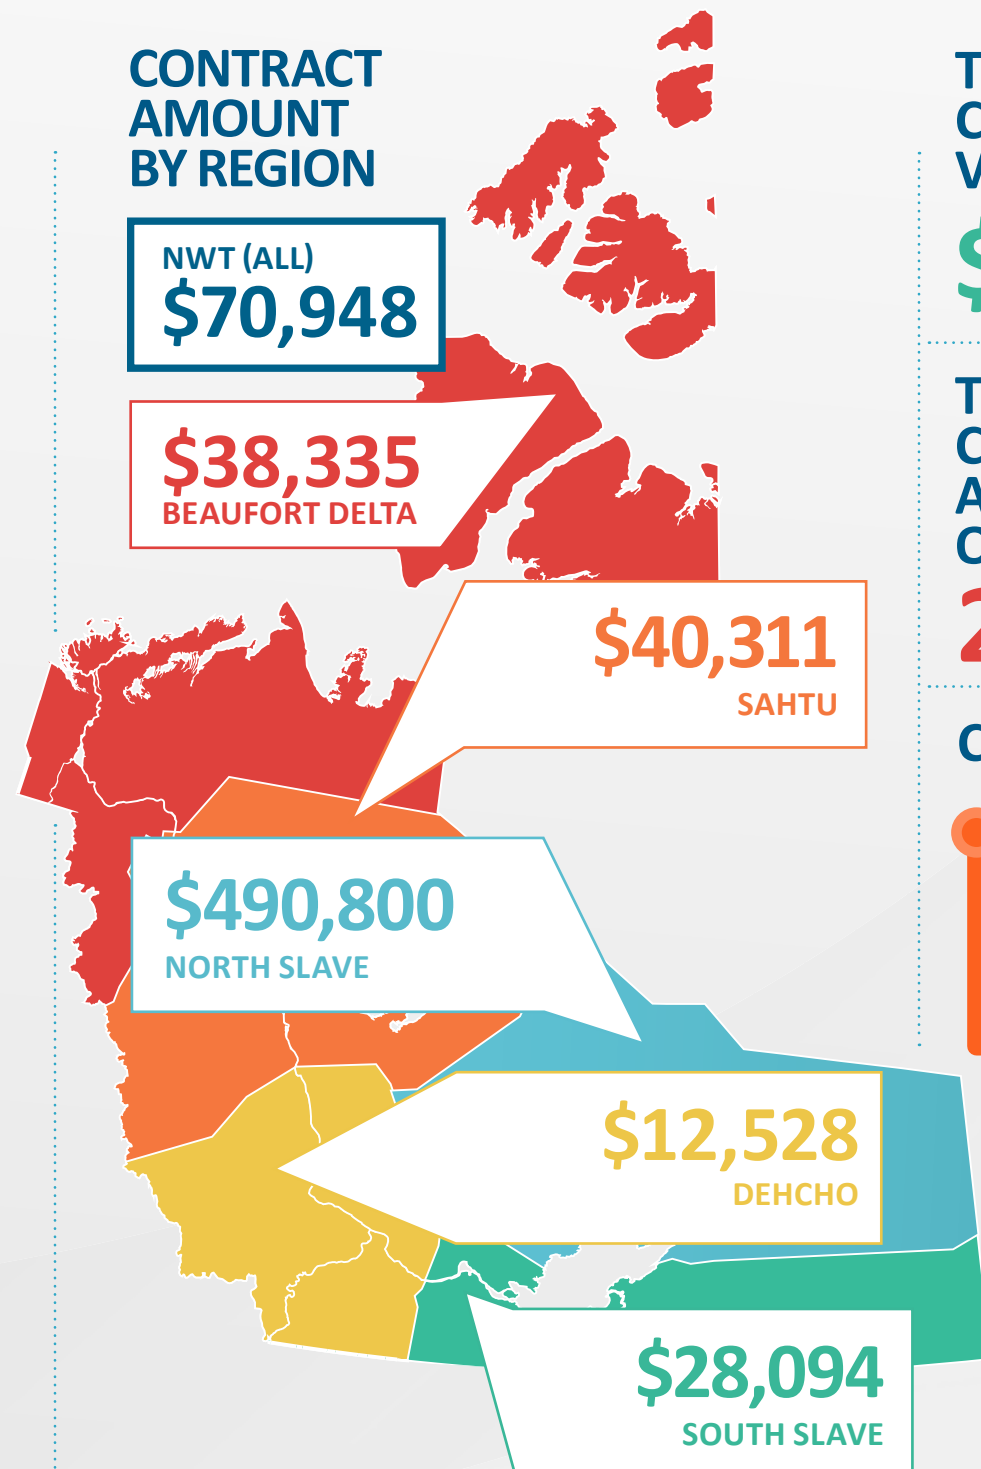 CONTRACT
AMOUNT
BY REGION
NWT (ALL)
$70,948
$38,335
BEAUFORT DELTA
$40,311
SAHTU
$490,800
NORTH SLAVE
$12,528
DEHCHO
$28,094
SOUTH SLAVE